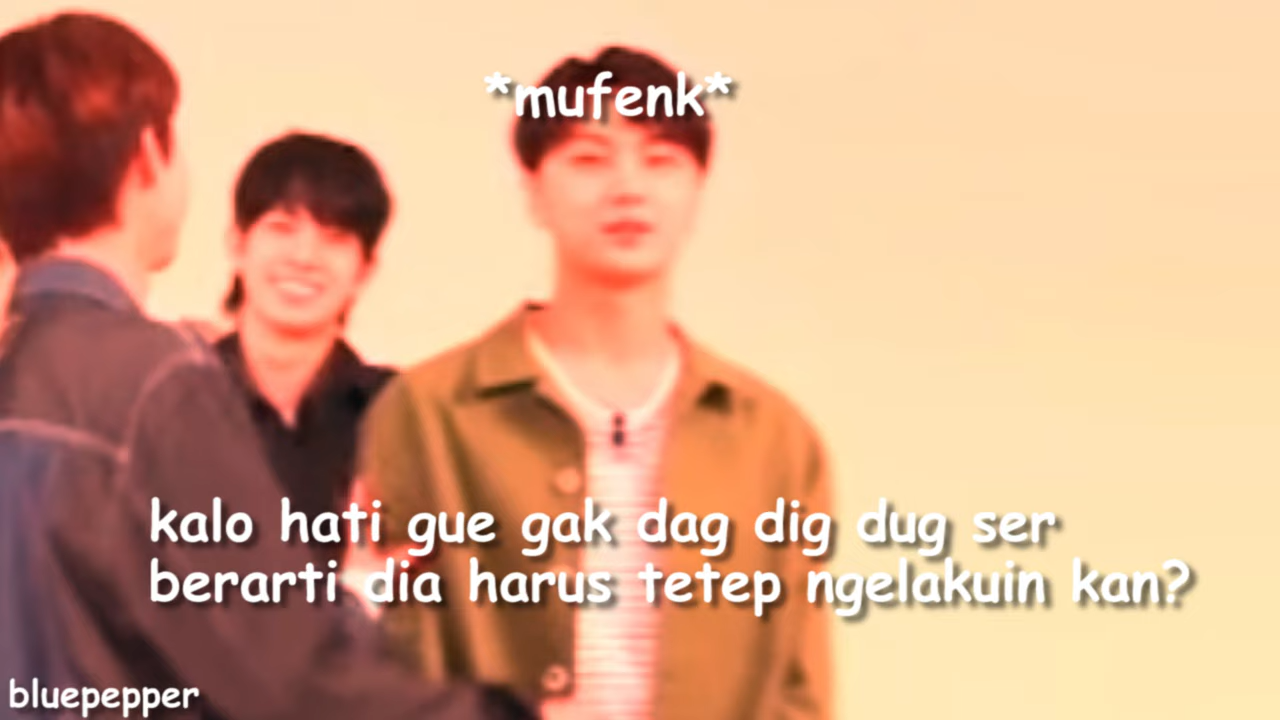 *mufenk*
kalo hati gue gak dag dig dug ser
berarti dia harus tetep ngelakuin kan?
bluepepper